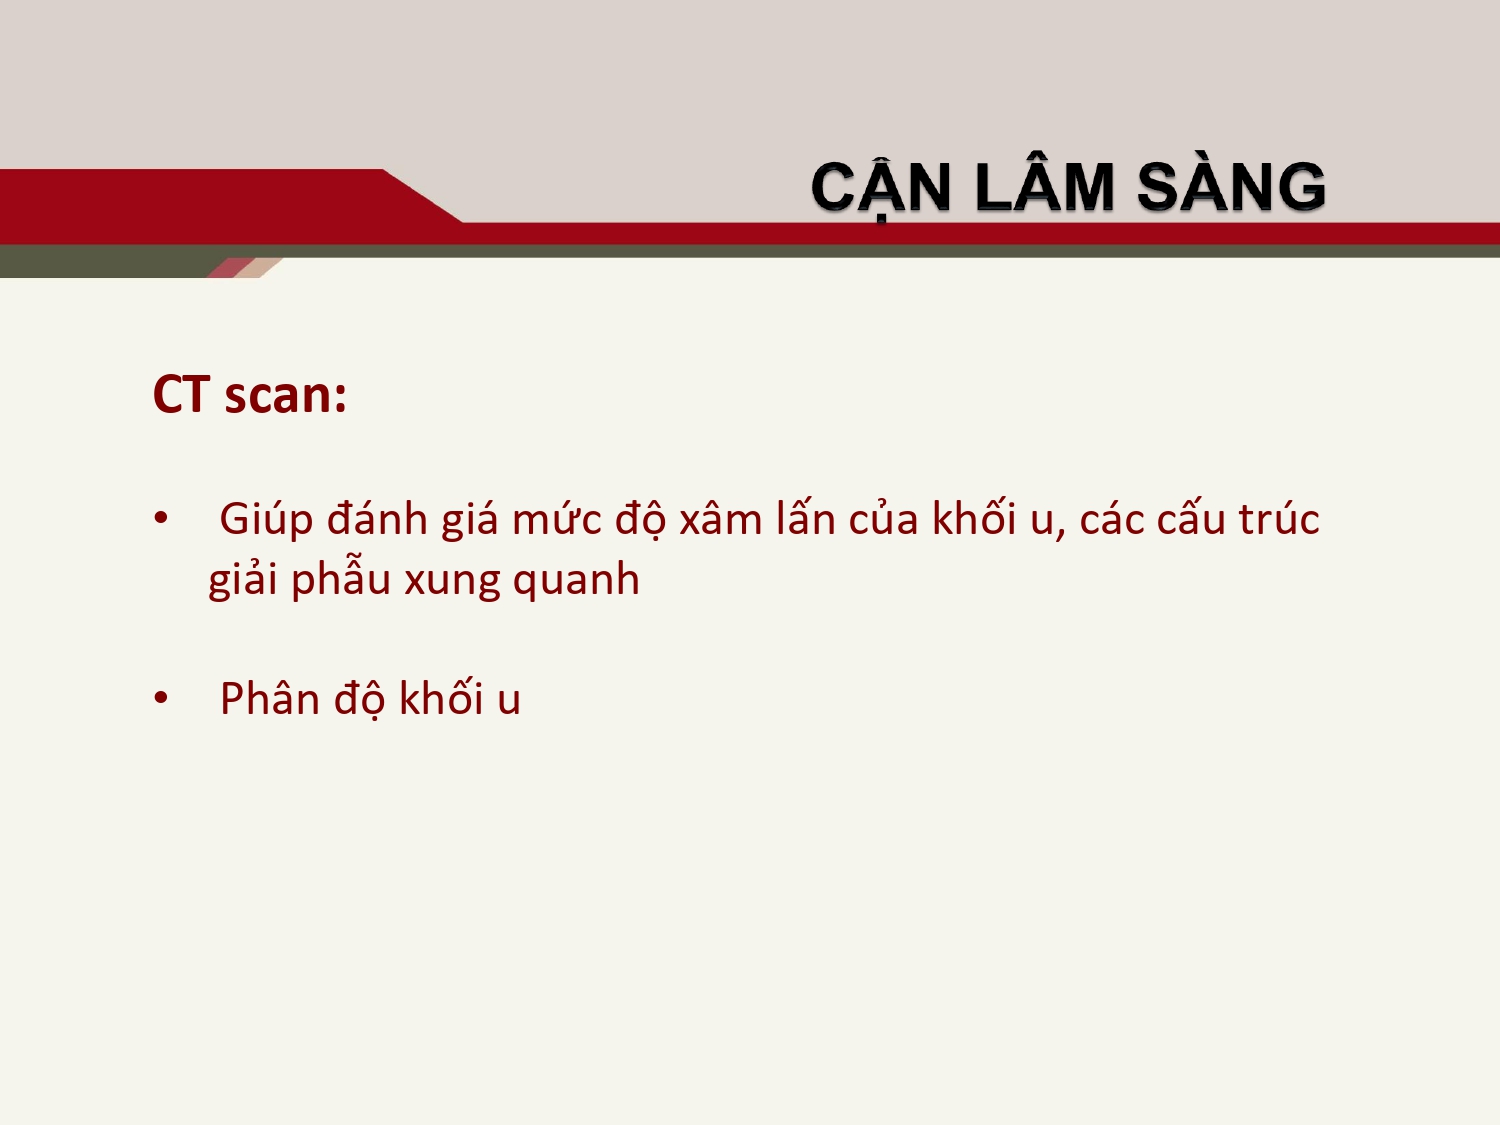 CẬN LÂM SÀNG
CT scan:
• Giúp đánh giá mức độ xâm lấn của khối u, các cấu trúc
giải phẫu xung quanh
• Phân độ khối u